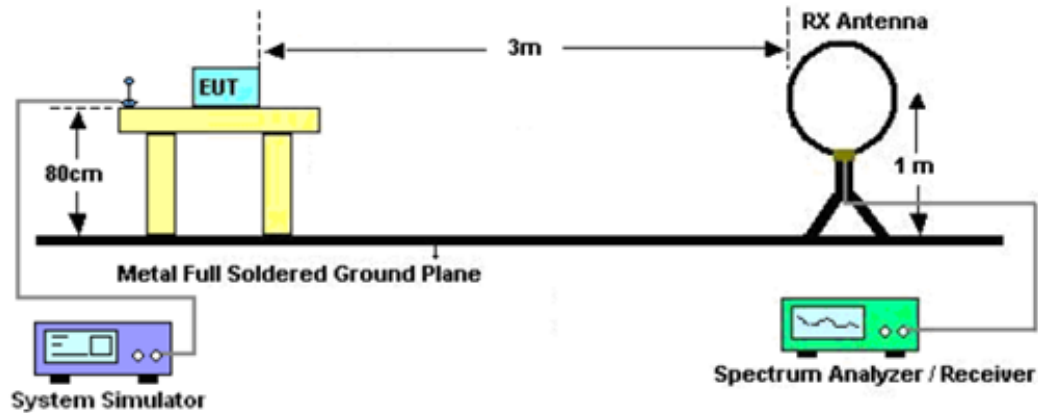 RX Antenna
3m
EUT
80cm
1 m
Metal Full Soldered Ground Plane
System Simulator
Spectrum Analyzer / Receiver